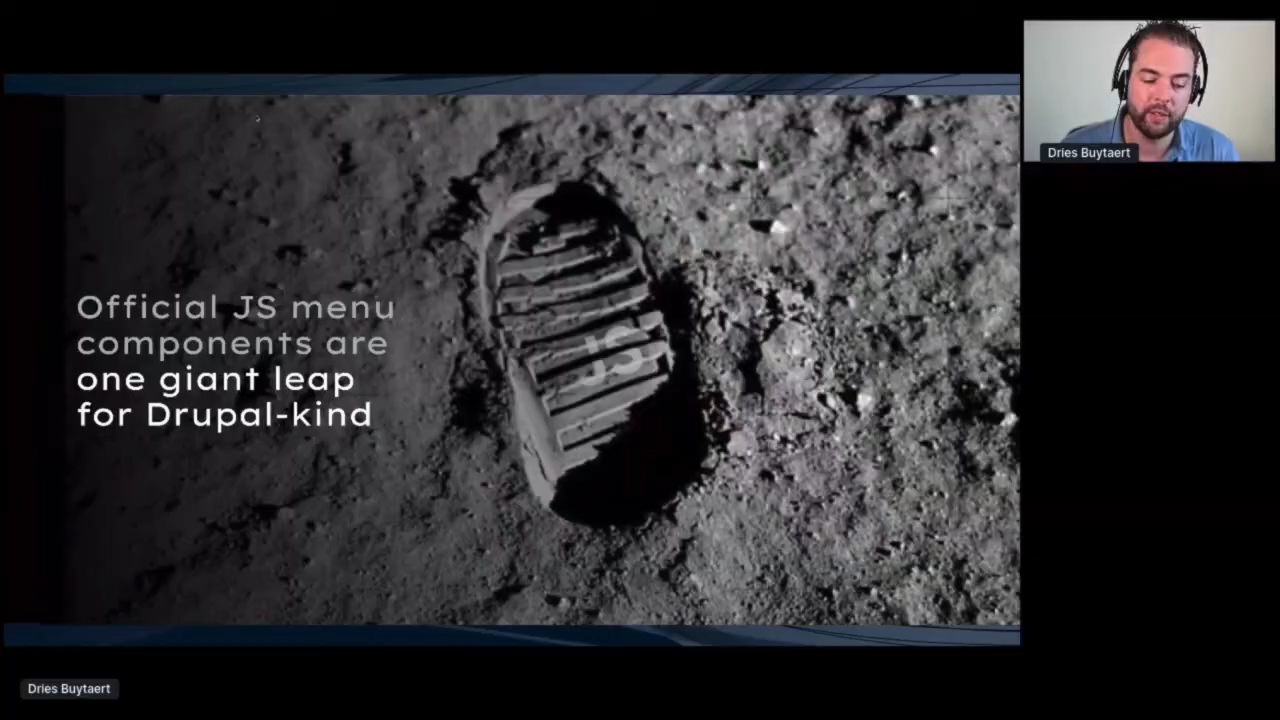 Dries Buytaert
Official JS menu
components are
one giant leap
for Drupal-kind
JS
Dries Buytaert